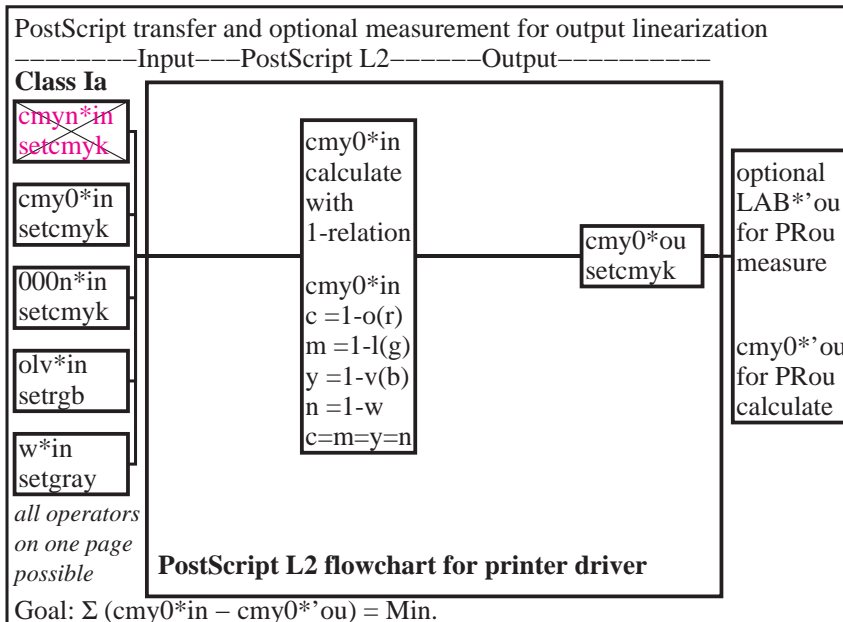 PostScript transfer and optional measurement for output linearization
−−−−−−−−Input−−−PostScript L2−−−−−−Output−−−−−−−−−−
Class Ia
cmyn*in
setcmyk
cmy0*in
setcmyk
000n*in
setcmyk
olv*in
setrgb
w*in
setgray
all operators
on one page
possible
cmy0*in
calculate
with
1-relation
cmy0*in
c =1-o(r)
m =1-l(g)
y =1-v(b)
n =1-w
c=m=y=n
cmy0*ou
setcmyk
optional
LAB*’ou
for PRou
measure
cmy0*’ou
for PRou
calculate
PostScript L2 flowchart for printer driver
Goal: Σ (cmy0*in − cmy0*’ou) = Min.